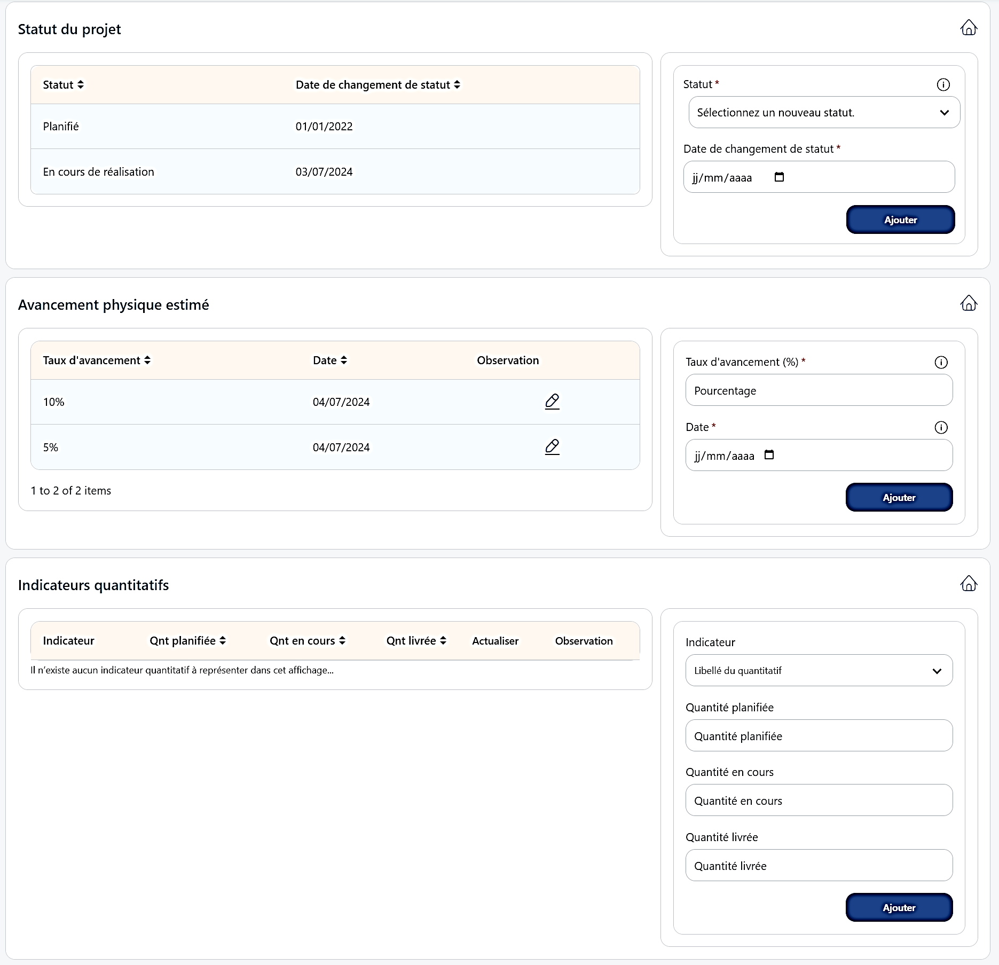 Statut du projet
Statut
Date de changement de statut
Planifié
01/01/2022
En cours de réalisation
03/07/2024
Statut *
Sélectionnez un nouveau statut.
Date de changement de statut *
jj/mm/aaaa
Ajouter
Avancement physique estimé
Taux d'avancement
Date
Observation
10%
04/07/2024
5%
04/07/2024
1 to 2 of 2 items
Taux d'avancement (%) *
Pourcentage
Date *
jj/mm/aaaa
Ajouter
Indicateurs quantitatifs
Indicateur
Qnt planifiée
Qnt en cours
Qnt livrée
Actualiser
Observation
Il n’existe aucun indicateur quantitatif à représenter dans cet affichage...
Indicateur
Libellé du quantitatif
Quantité planifiée
Quantité planifiée
Quantité en cours
Quantité en cours
Quantité livrée
Quantité livrée
Ajouter